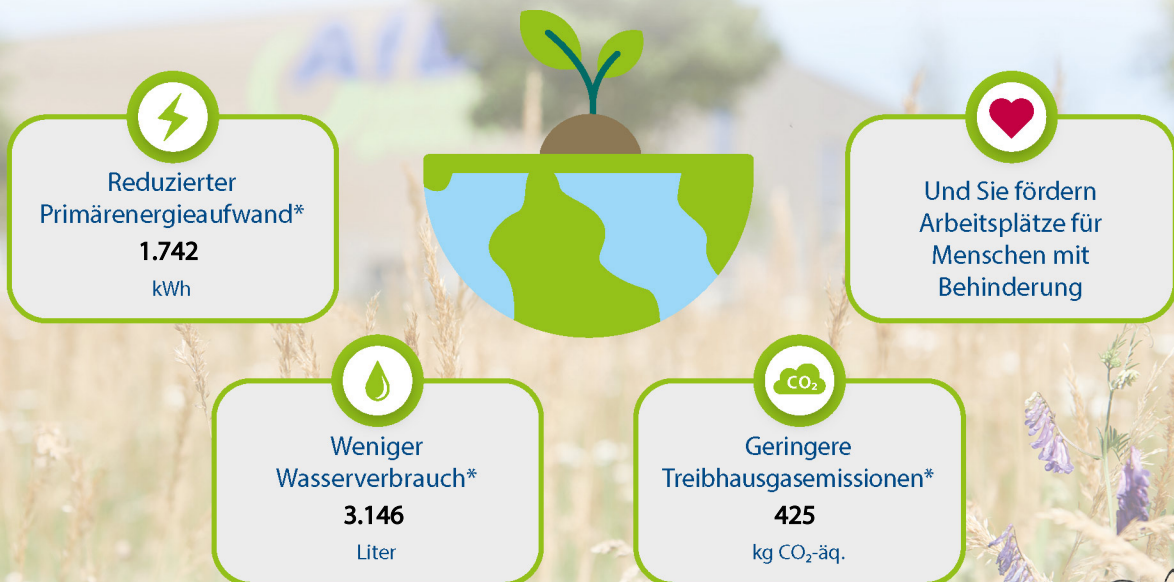 AfB
Reduzierter
Primärenergieaufwand*
1.742
kWh
Und Sie fördern
Arbeitsplätze für
Menschen mit
Behinderung
Weniger
Wasserverbrauch*
3.146
Liter
CO₂
Geringere
Treibhausgasemissionen*
425
kg CO₂-äq.